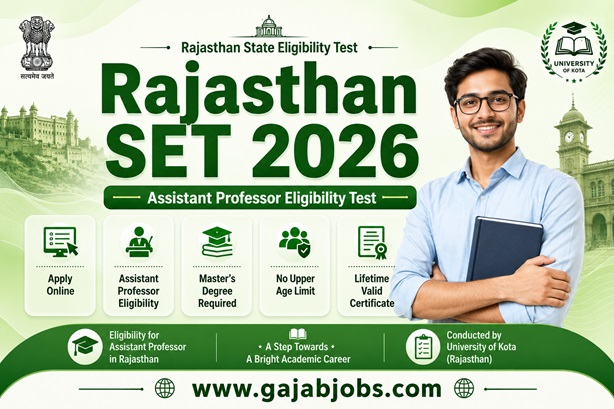 सत्यमेव जयते
Rajasthan State Eligibility Test
UNIVERSITY
OF KOTA
Rajasthan
SET 2026
Assistant Professor Eligibility Test
Apply
Online
Assistant
Professor
Eligibility
Master's
Degree
Required
No Upper
Age Limit
Lifetime
Valid
Certificate
Eligibility for
Assistant Professor
in Rajasthan
A Step Towards
A Bright Academic Career
Conducted by
University of Kota
(Rajasthan)
www.gajabjobs.com